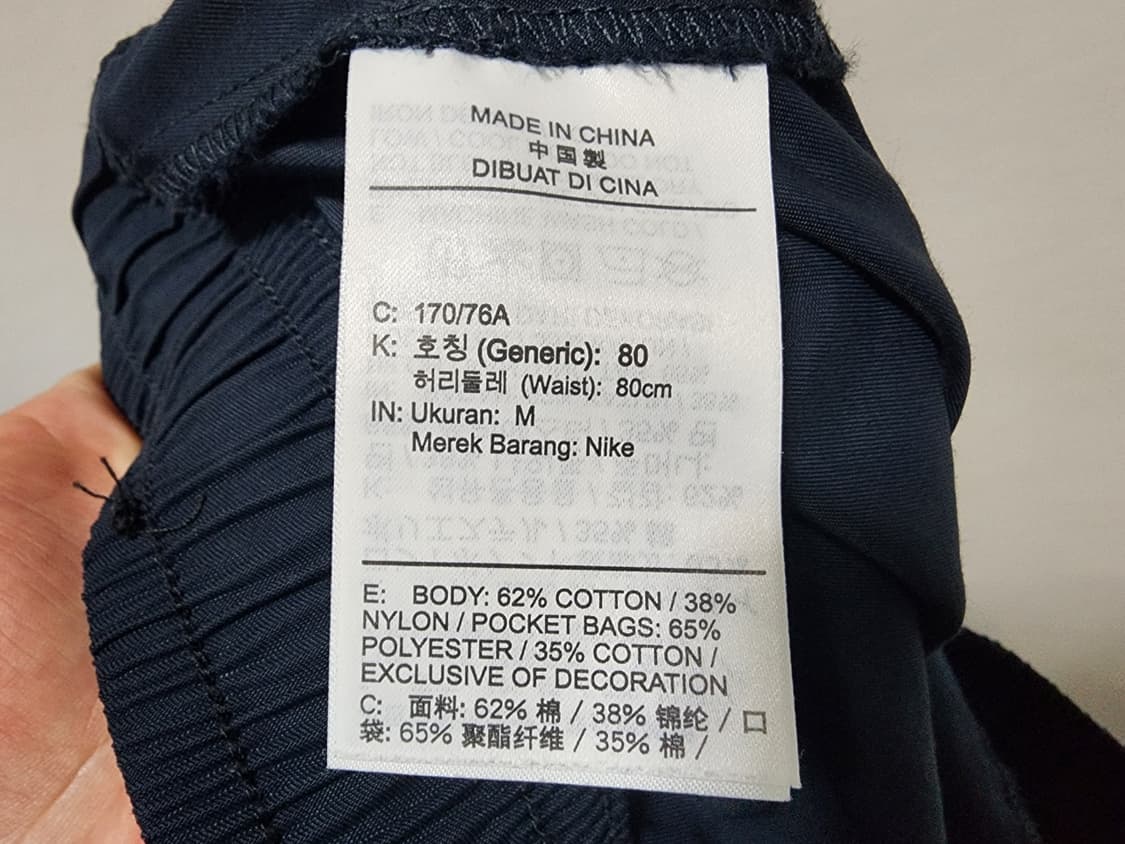 MADE IN CHINA
中国製
DIBUAT DI CINA
C: 170/76A
K: 호칭 (Generic): 80
허리둘레 (Waist): 80cm
IN: Ukuran: M
Merek Barang: Nike
E: BODY: 62% COTTON / 38%
NYLON / POCKET BAGS: 65%
POLYESTER / 35% COTTON /
EXCLUSIVE OF DECORATION
C: 面料: 62% 棉 / 38% 锦纶 / 口
袋: 65% 聚酯纤维 / 35% 棉 /